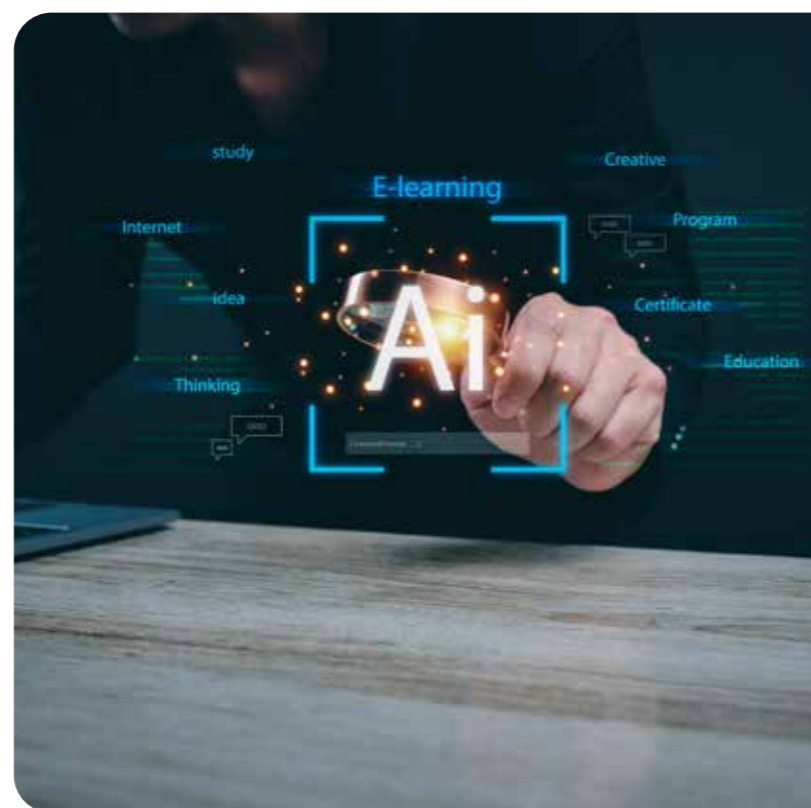 study
Creative
E-learning
Internet
Program
idea
Certificate
Ai
Education
Thinking